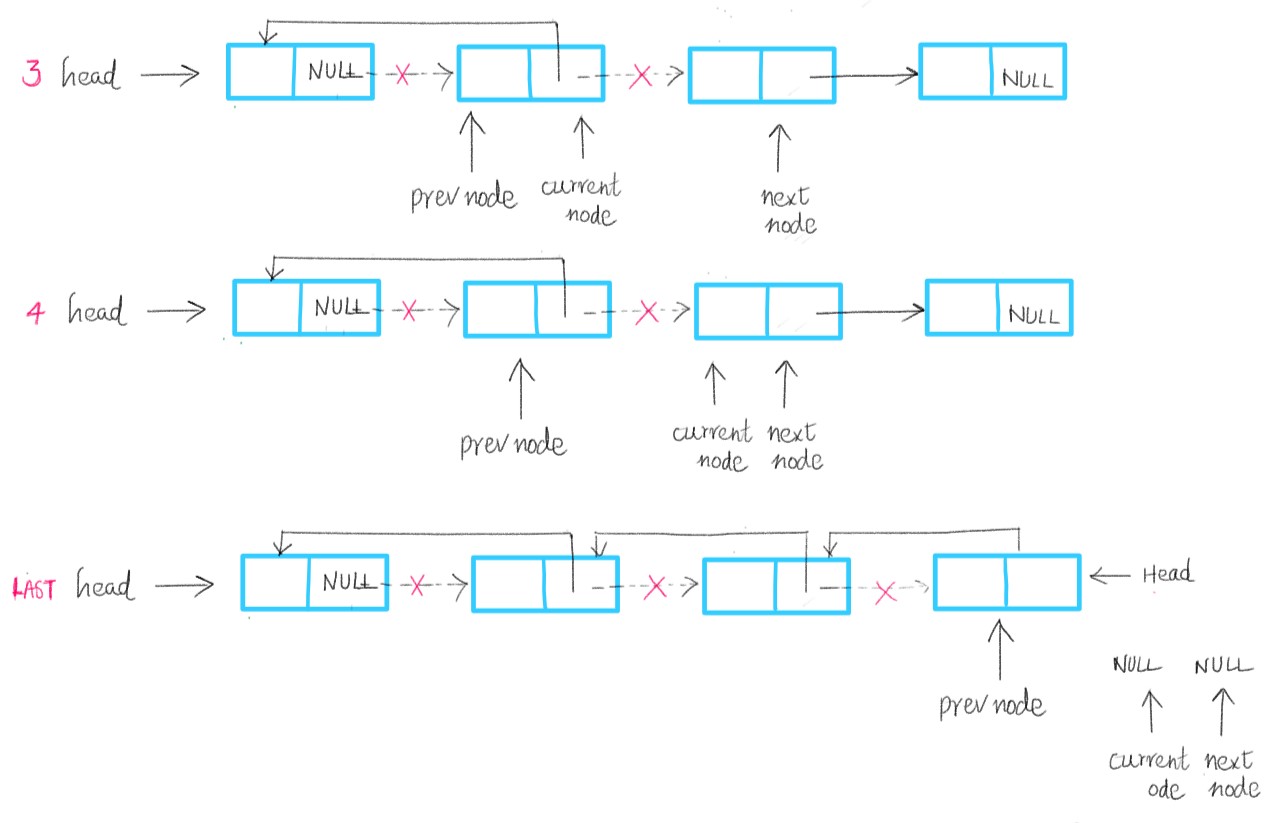 3 head NULL NULL
prev node current node next node
4 head NULL NULL
prev node current node next node
LAST head NULL Head
prev node NULL NULL
current ode next node